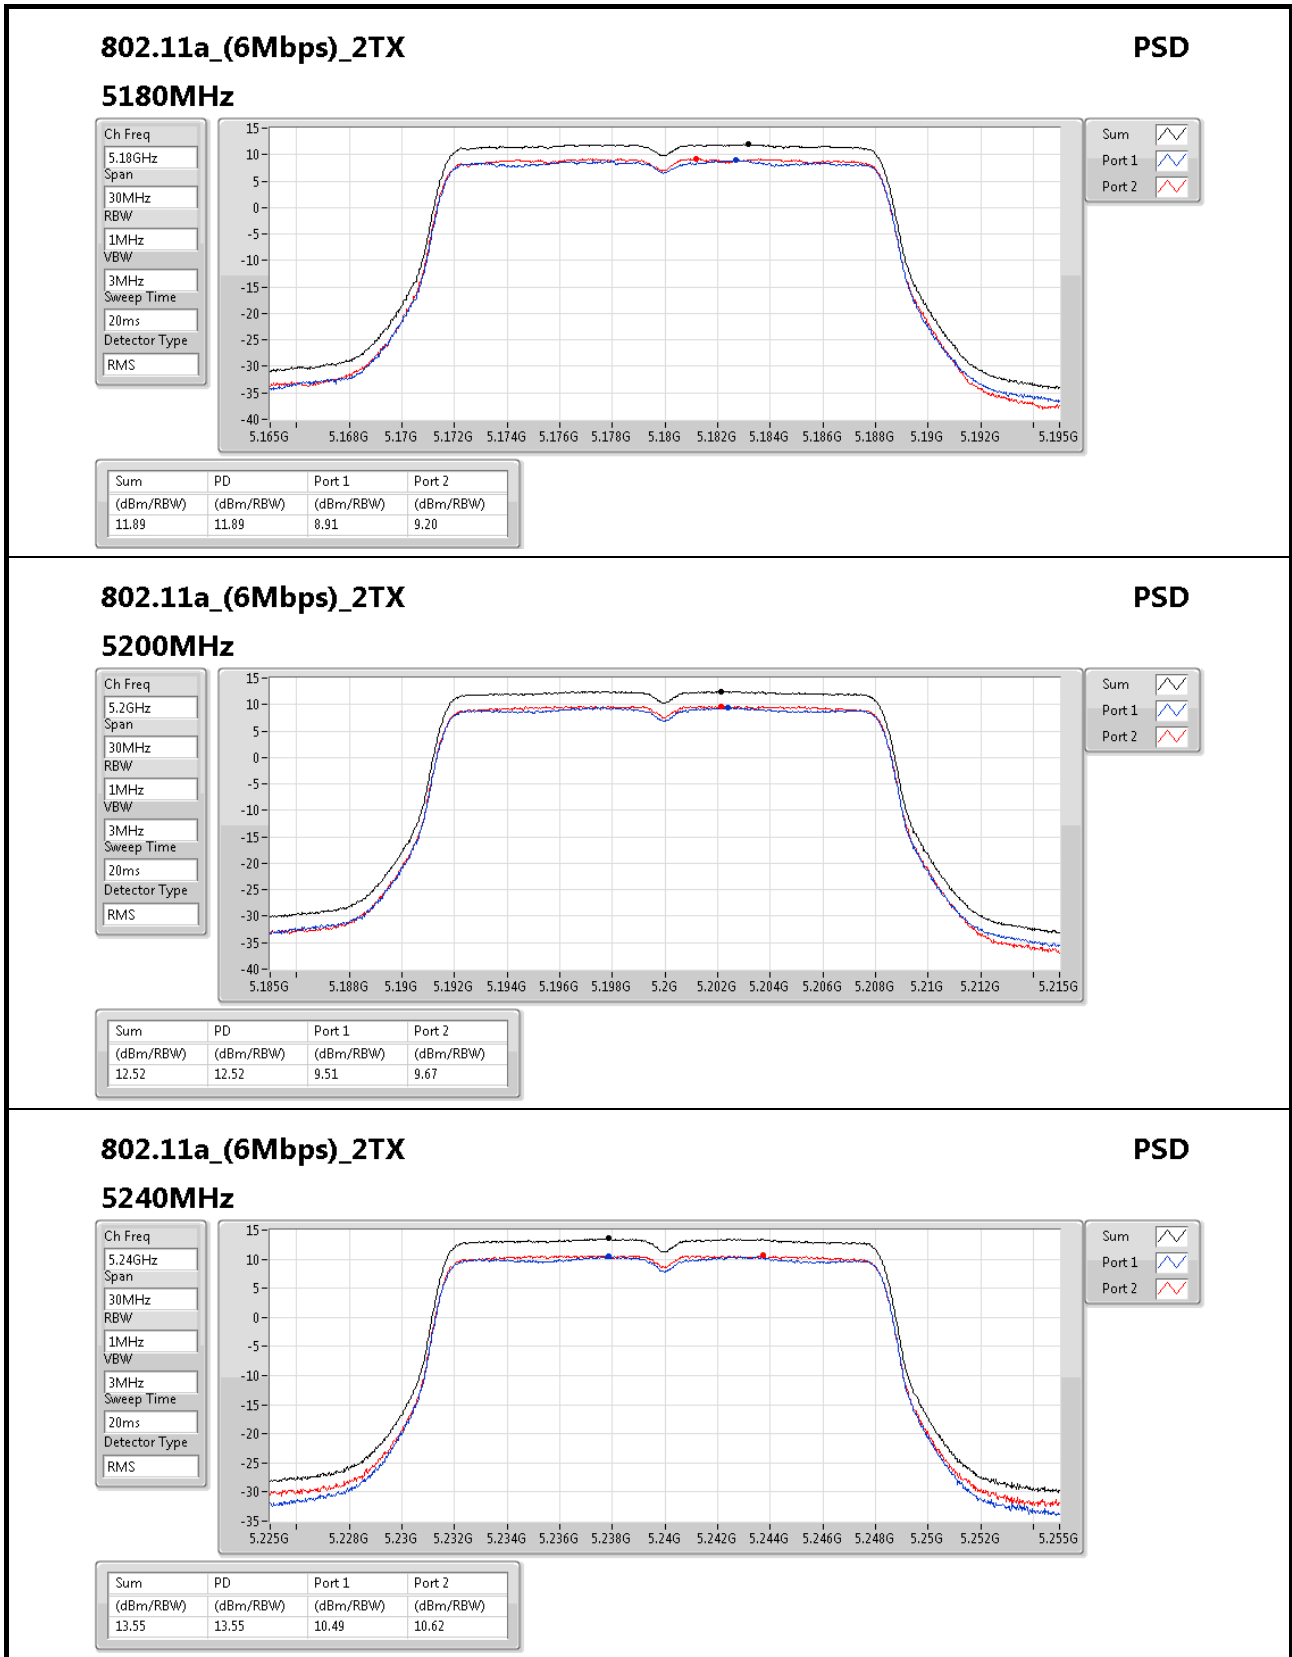 802.11a_(6Mbps)_2TX PSD
5180MHz
Ch Freq
5.18GHz
Span
30MHz
RBW
1MHz
VBW
3MHz
Sweep Time
20ms
Detector Type
RMS
15
10
5
0
-5
-10
-15
-20
-25
-30
-35
-40
5.165G 5.168G 5.17G 5.172G 5.174G 5.176G 5.178G 5.18G 5.182G 5.184G 5.186G 5.188G 5.19G 5.192G 5.195G
Sum
Port 1
Port 2
Sum PD Port 1 Port 2
(dBm/RBW) (dBm/RBW) (dBm/RBW) (dBm/RBW)
11.89 11.89 8.91 9.20
802.11a_(6Mbps)_2TX PSD
5200MHz
Ch Freq
5.2GHz
Span
30MHz
RBW
1MHz
VBW
3MHz
Sweep Time
20ms
Detector Type
RMS
15
10
5
0
-5
-10
-15
-20
-25
-30
-35
-40
5.185G 5.188G 5.19G 5.192G 5.194G 5.196G 5.198G 5.2G 5.202G 5.204G 5.206G 5.208G 5.21G 5.212G 5.215G
Sum
Port 1
Port 2
Sum PD Port 1 Port 2
(dBm/RBW) (dBm/RBW) (dBm/RBW) (dBm/RBW)
12.52 12.52 9.51 9.67
802.11a_(6Mbps)_2TX PSD
5240MHz
Ch Freq
5.24GHz
Span
30MHz
RBW
1MHz
VBW
3MHz
Sweep Time
20ms
Detector Type
RMS
15
10
5
0
-5
-10
-15
-20
-25
-30
-35
5.225G 5.228G 5.23G 5.232G 5.234G 5.236G 5.238G 5.24G 5.242G 5.244G 5.246G 5.248G 5.25G 5.252G 5.255G
Sum
Port 1
Port 2
Sum PD Port 1 Port 2
(dBm/RBW) (dBm/RBW) (dBm/RBW) (dBm/RBW)
13.55 13.55 10.49 10.62